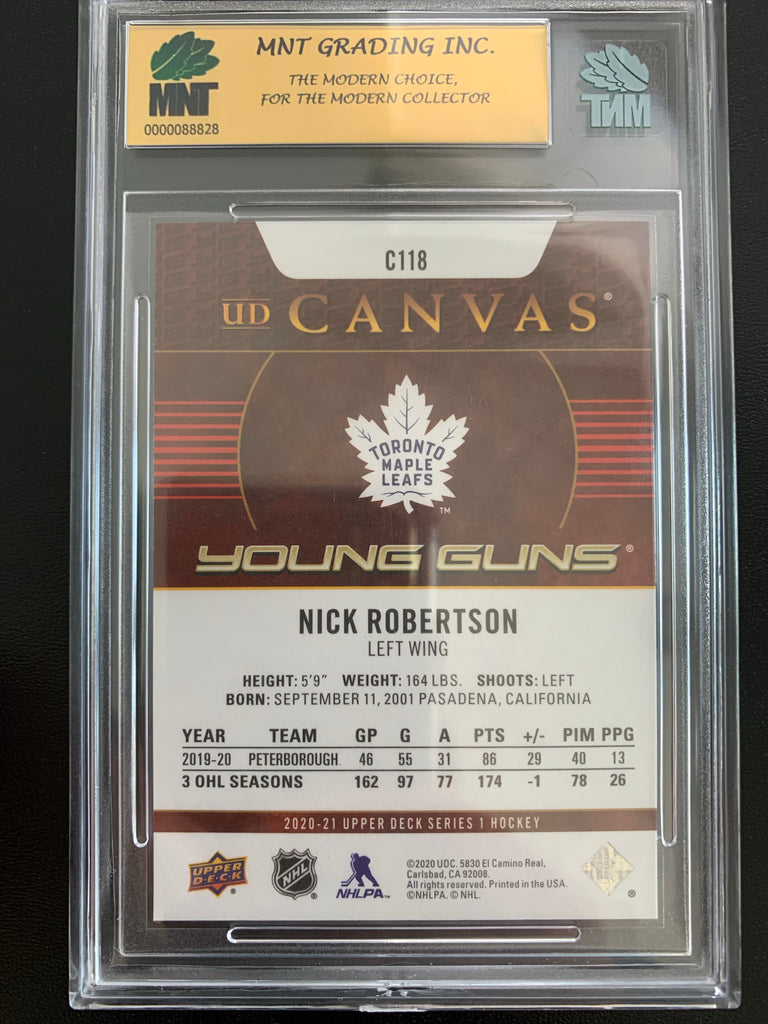 MNT GRADING INC.
THE MODERN CHOICE,
FOR THE MODERN COLLECTOR
MNT
0000088828
MNT
C118
UD CANVAS®
TORONTO
MAPLE
LEAFS
™
YOUNG GUNS®
NICK ROBERTSON
LEFT WING
HEIGHT: 5'9" WEIGHT: 164 LBS. SHOOTS: LEFT
BORN: SEPTEMBER 11, 2001 PASADENA, CALIFORNIA
YEAR TEAM GP G A PTS +/- PIM PPG
2019-20 PETERBOROUGH 46 55 31 86 29 40 13
3 OHL SEASONS 162 97 77 174 -1 78 26
2020-21 UPPER DECK SERIES 1 HOCKEY
UPPER
D·E·C·K®
NHL®
NHLPA™
©2020 UDC. 5830 El Camino Real,
Carlsbad, CA 92008.
All rights reserved. Printed in the USA.
©NHLPA. © NHL.
®